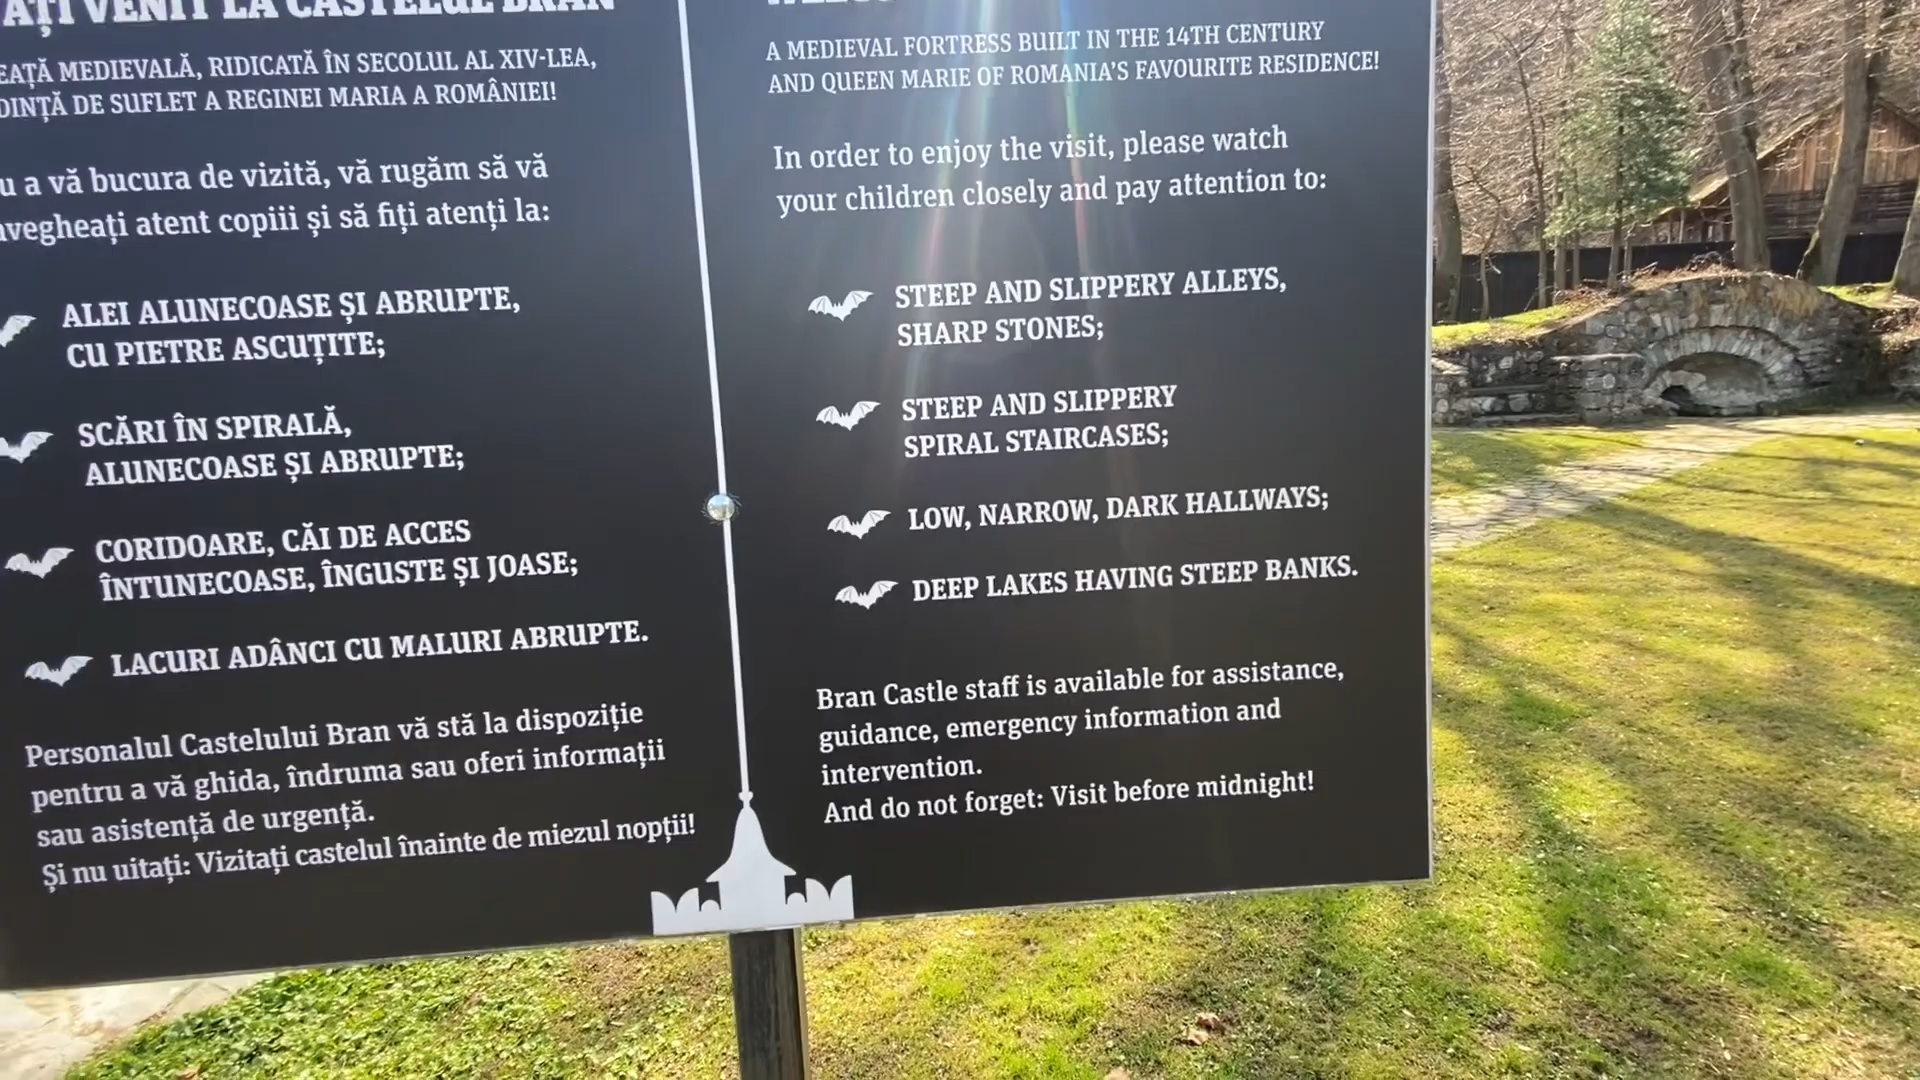 AȚI VENIT LA CASTELUL BRAN
MEDIEVALĂ, RIDICATĂ ÎN SECOLUL AL XIV-LEA,
DE SUFLET A REGINEI MARIA A ROMÂNIEI!
a vă bucura de vizită, vă rugăm să vă
atent copiii și să fiți atenți la:
ALEI ALUNECOASE ȘI ABRUPTE,
CU PIETRE ASCUȚITE;
SCĂRI ÎN SPIRALĂ,
ALUNECOASE ȘI ABRUPTE;
CORIDOARE, CĂI DE ACCES
ÎNTUNECOASE, ÎNGUSTE ȘI JOASE;
LACURI ADÂNCI CU MALURI ABRUPTE.
Personalul Castelului Bran vă stă la dispoziție
pentru a vă ghida, îndruma sau oferi informații
sau asistență de urgență.
Și nu uitați: Vizitați castelul înainte de miezul nopții!
A MEDIEVAL FORTRESS BUILT IN THE 14TH CENTURY
AND QUEEN MARIE OF ROMANIA'S FAVOURITE RESIDENCE!
In order to enjoy the visit, please watch
your children closely and pay attention to:
STEEP AND SLIPPERY ALLEYS,
SHARP STONES;
STEEP AND SLIPPERY
SPIRAL STAIRCASES;
LOW, NARROW, DARK HALLWAYS;
DEEP LAKES HAVING STEEP BANKS.
Bran Castle staff is available for assistance,
guidance, emergency information and
intervention.
And do not forget: Visit before midnight!